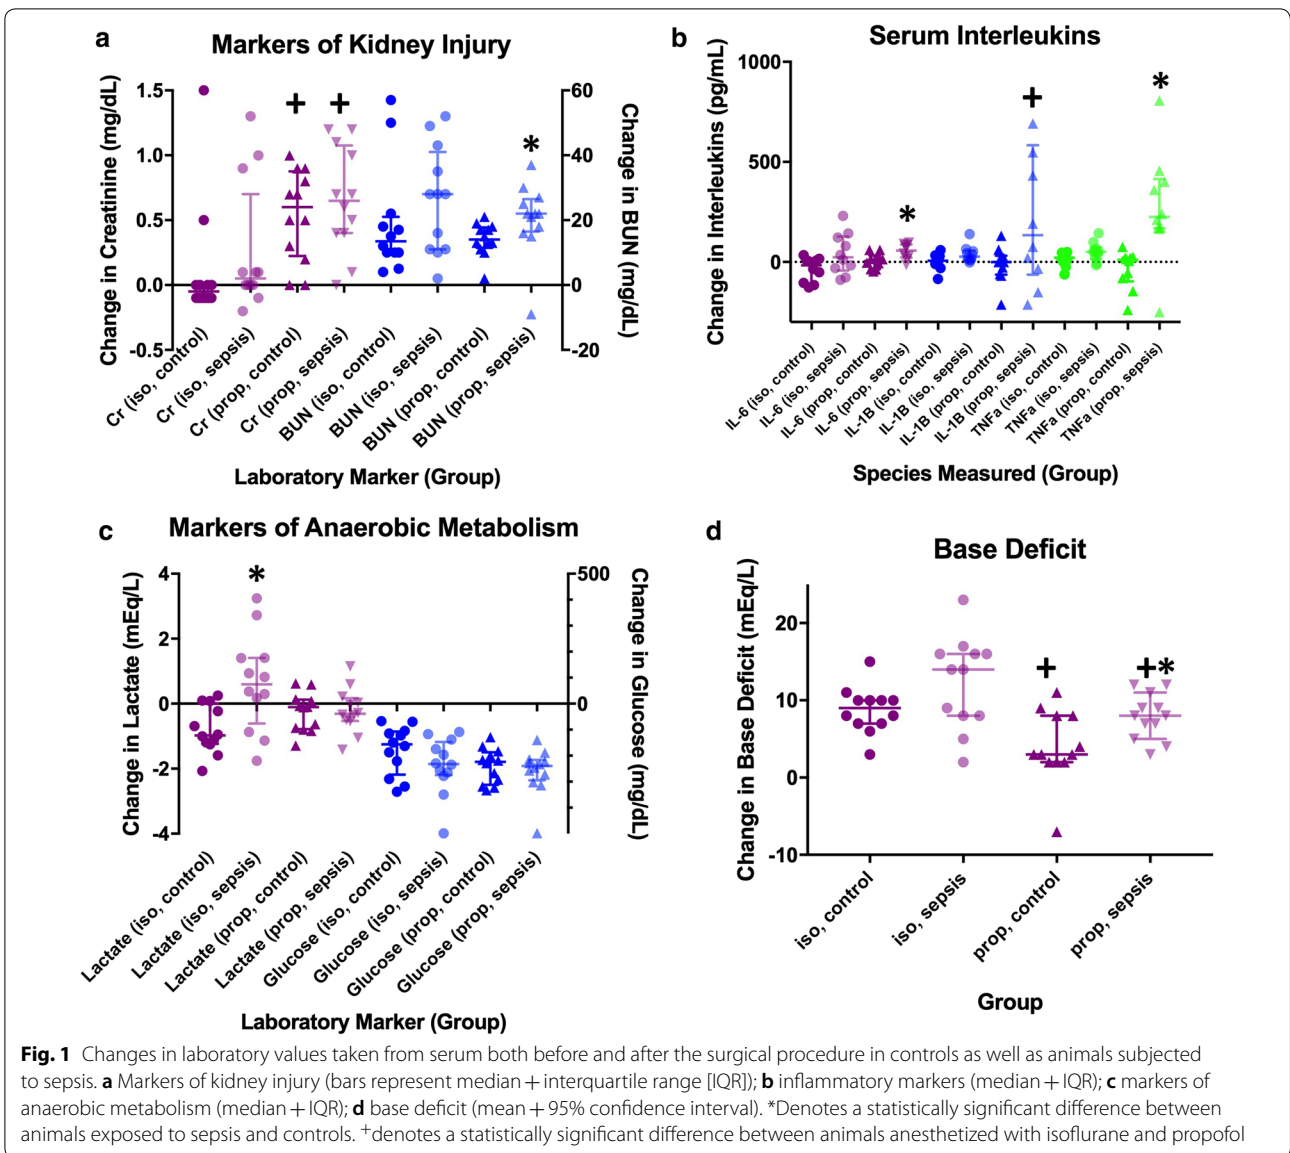 a
Markers of Kidney Injury
Change in Creatinine (mg/dL)
1.5
1.0
0.5
0.0
-0.5
+ + *
60
40
20
0
-20
Change in BUN (mg/dL)
Cr (iso, control)
Cr (iso, sepsis)
Cr (prop, control)
Cr (prop, sepsis)
BUN (iso, control)
BUN (iso, sepsis)
BUN (prop, control)
BUN (prop, sepsis)
Laboratory Marker (Group)
b
Serum Interleukins
Change in Interleukins (pg/mL)
1000
500
0
* + *
IL-6 (iso, control)
IL-6 (iso, sepsis)
IL-6 (prop, control)
IL-6 (prop, sepsis)
IL-1B (iso, control)
IL-1B (iso, sepsis)
IL-1B (prop, control)
IL-1B (prop, sepsis)
TNFa (iso, control)
TNFa (iso, sepsis)
TNFa (prop, control)
TNFa (prop, sepsis)
Species Measured (Group)
c
Markers of Anaerobic Metabolism
Change in Lactate (mEq/L)
4
2
0
-2
-4
*
500
0
Change in Glucose (mg/dL)
Lactate (iso, control)
Lactate (iso, sepsis)
Lactate (prop, control)
Lactate (prop, sepsis)
Glucose (iso, control)
Glucose (iso, sepsis)
Glucose (prop, control)
Glucose (prop, sepsis)
Laboratory Marker (Group)
d
Base Deficit
Change in Base Deficit (mEq/L)
20
10
0
-10
+ +*
iso, control
iso, sepsis
prop, control
prop, sepsis
Group
Fig. 1 Changes in laboratory values taken from serum both before and after the surgical procedure in controls as well as animals subjected
to sepsis. a Markers of kidney injury (bars represent median + interquartile range [IQR]); b inflammatory markers (median + IQR); c markers of
anaerobic metabolism (median + IQR); d base deficit (mean + 95% confidence interval). *Denotes a statistically significant difference between
animals exposed to sepsis and controls. +denotes a statistically significant difference between animals anesthetized with isoflurane and propofol